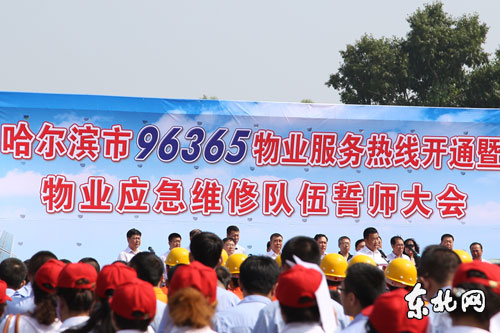 哈尔滨市96365物业服务热线开通暨
物业应急维修队伍誓师大会
东北网